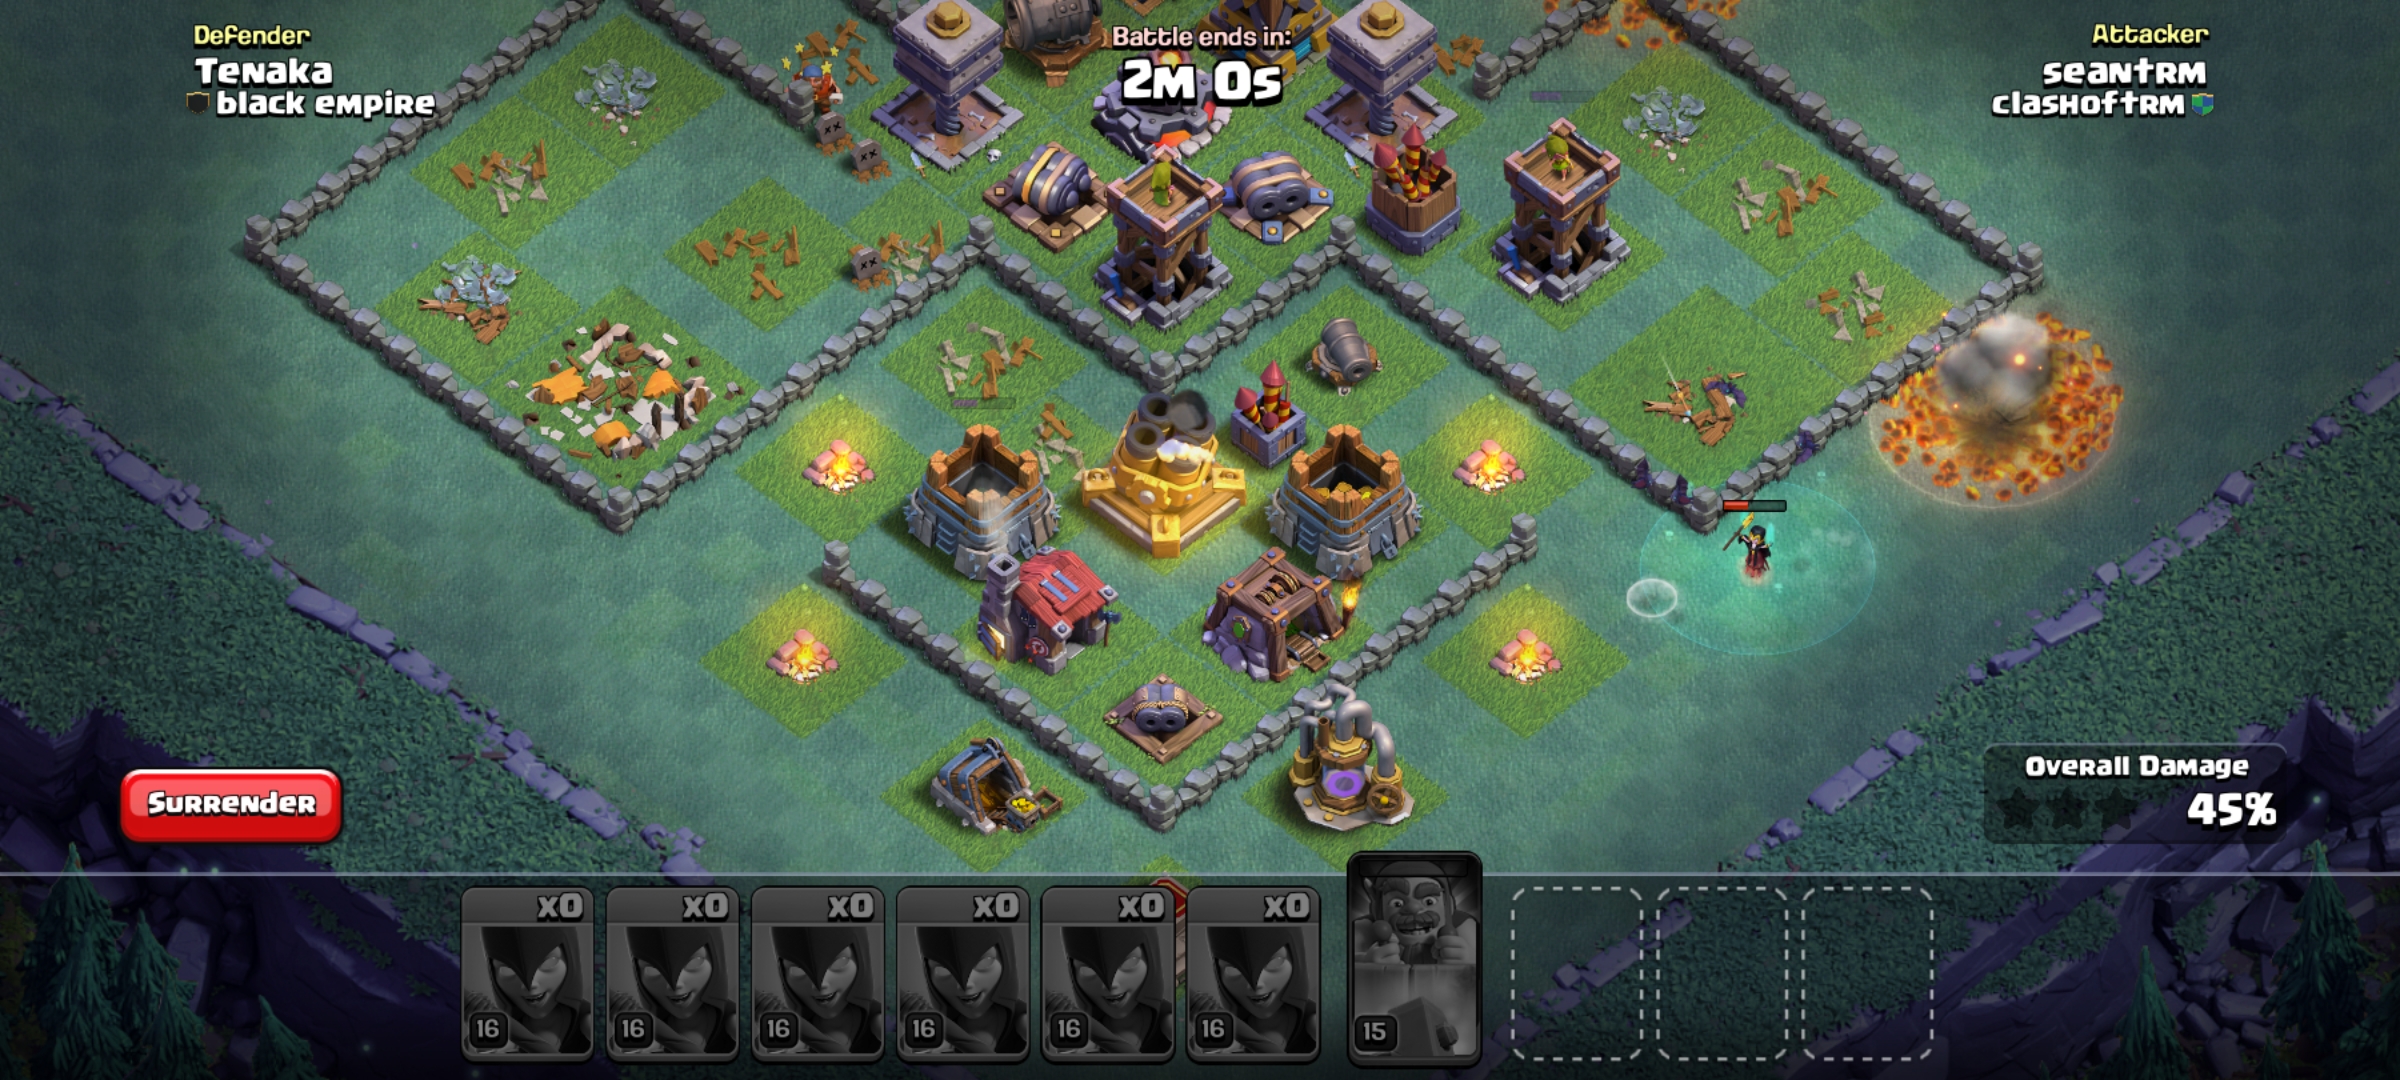 Defender
Tenaka
black empire
Battle ends in:
2M 0s
Attacker
seantRM
clashoftRM
Surrender
Overall Damage
45%
x0
x0
x0
x0
x0
x0
16
16
16
16
16
16
15